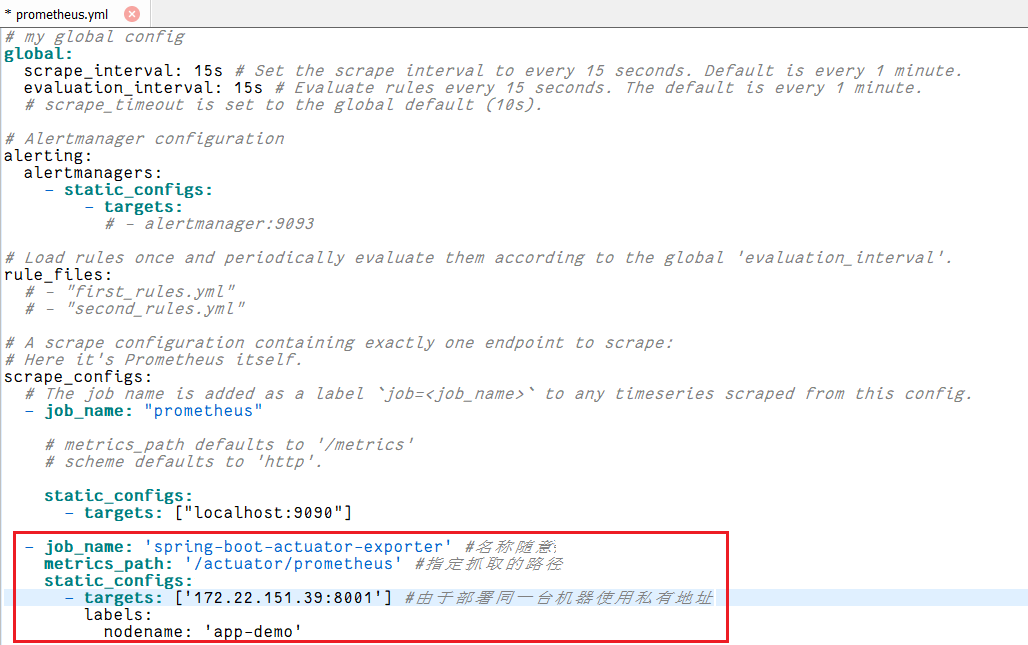 * prometheus.yml
# my global config
global:
  scrape_interval: 15s # Set the scrape interval to every 15 seconds. Default is every 1 minute.
  evaluation_interval: 15s # Evaluate rules every 15 seconds. The default is every 1 minute.
  # scrape_timeout is set to the global default (10s).

# Alertmanager configuration
alerting:
  alertmanagers:
    - static_configs:
        - targets:
          # - alertmanager:9093

# Load rules once and periodically evaluate them according to the global 'evaluation_interval'.
rule_files:
  # - "first_rules.yml"
  # - "second_rules.yml"

# A scrape configuration containing exactly one endpoint to scrape:
# Here it's Prometheus itself.
scrape_configs:
  # The job name is added as a label `job=<job_name>` to any timeseries scraped from this config.
  - job_name: "prometheus"

    # metrics_path defaults to '/metrics'
    # scheme defaults to 'http'.

    static_configs:
      - targets: ["localhost:9090"]

  - job_name: 'spring-boot-actuator-exporter' #名称随意;
    metrics_path: '/actuator/prometheus' #指定抓取的路径
    static_configs:
      - targets: ['172.22.151.39:8001'] #由于部署同一台机器使用私有地址
        labels:
          nodename: 'app-demo'